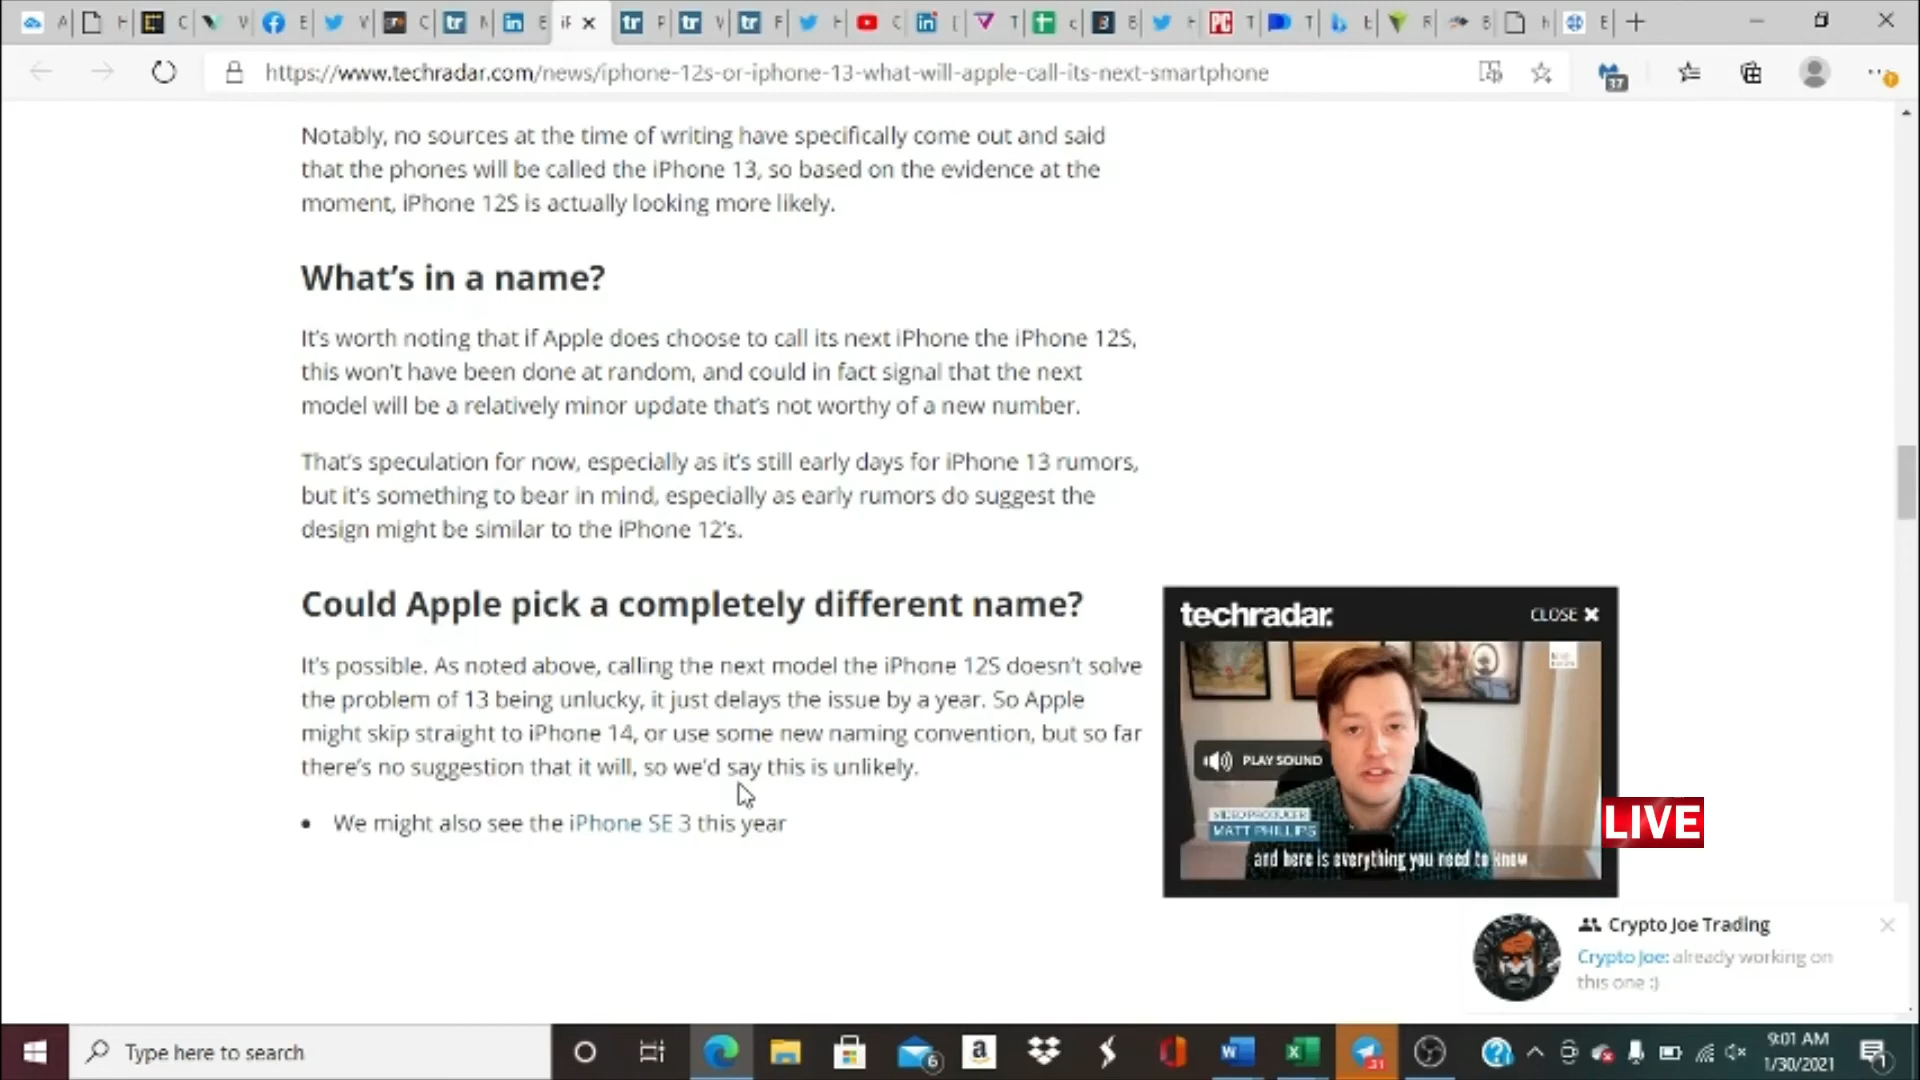 https://www.techradar.com/news/iphone-12s-or-iphone-13-what-will-apple-call-its-next-smartphone
37
Notably, no sources at the time of writing have specifically come out and said
that the phones will be called the iPhone 13, so based on the evidence at the
moment, iPhone 12S is actually looking more likely.
What's in a name?
It's worth noting that if Apple does choose to call its next iPhone the iPhone 12S,
this won't have been done at random, and could in fact signal that the next
model will be a relatively minor update that's not worthy of a new number.
That's speculation for now, especially as it's still early days for iPhone 13 rumors,
but it's something to bear in mind, especially as early rumors do suggest the
design might be similar to the iPhone 12's.
Could Apple pick a completely different name?
It's possible. As noted above, calling the next model the iPhone 12S doesn't solve
the problem of 13 being unlucky, it just delays the issue by a year. So Apple
might skip straight to iPhone 14, or use some new naming convention, but so far
there's no suggestion that it will, so we'd say this is unlikely.
• We might also see the iPhone SE 3 this year
techradar.
CLOSE
PLAY SOUND
VIDEO PRODUCER
MATT PHILLIPS
and here is everything you need to know
LIVE
Crypto Joe Trading
Crypto Joe: already working on
this one :)
Type here to search
6
31
9:01 AM
1/30/2021
1